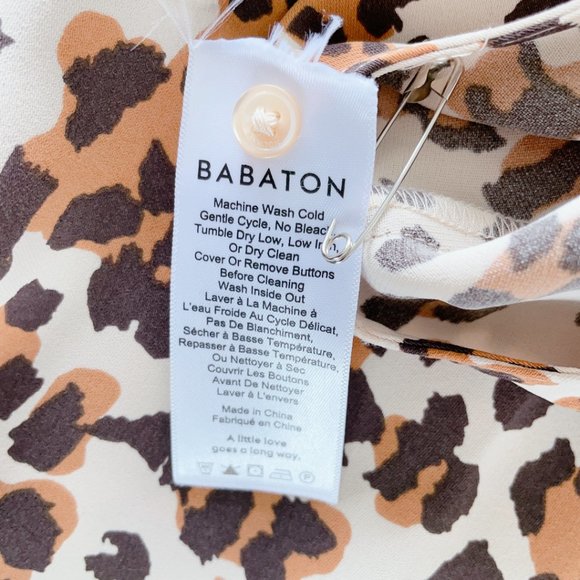 BABATON
Machine Wash Cold
Gentle Cycle, No Bleach
Tumble Dry Low, Low Iron,
Or Dry Clean
Cover Or Remove Buttons
Before Cleaning
Wash Inside Out
Laver À La Machine à
L'eau Froide Au Cycle Délicat,
Pas De Blanchiment,
Sécher à Basse Température,
Repasser à Basse Température,
Ou Nettoyer à Sec
Couvrir Les Boutons
Avant De Nettoyer
Laver à L'envers
Made in China
Fabriqué en Chine
A little love
goes a long way.